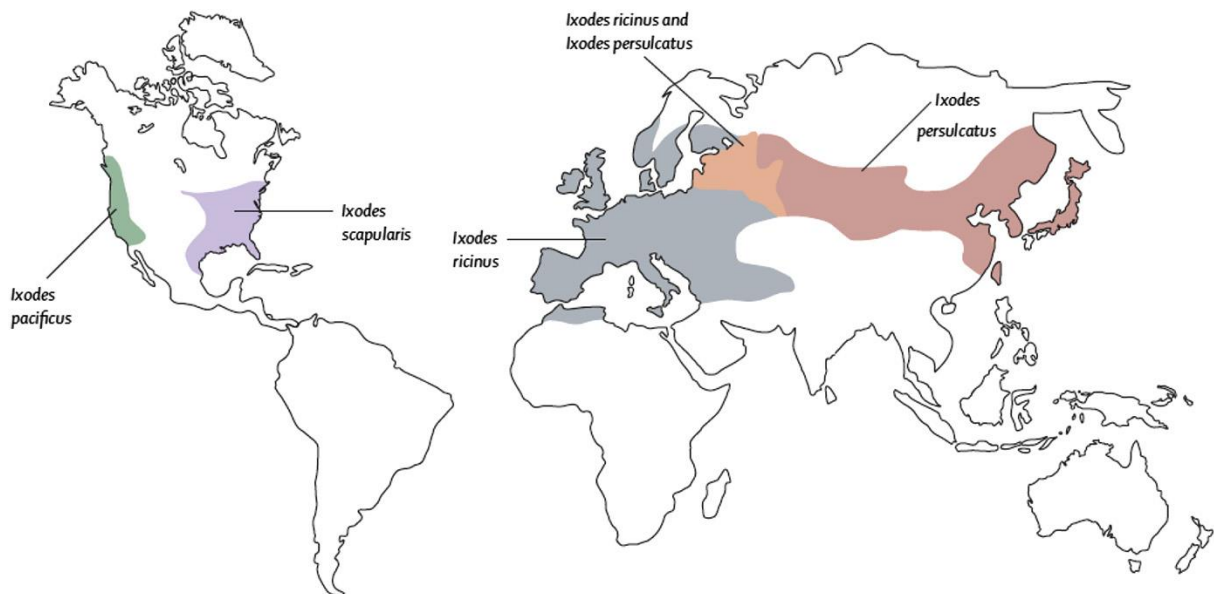 Ixodes ricinus and
Ixodes persulcatus
Ixodes
persulcatus
Ixodes
scapularis
Ixodes
ricinus
Ixodes
pacificus